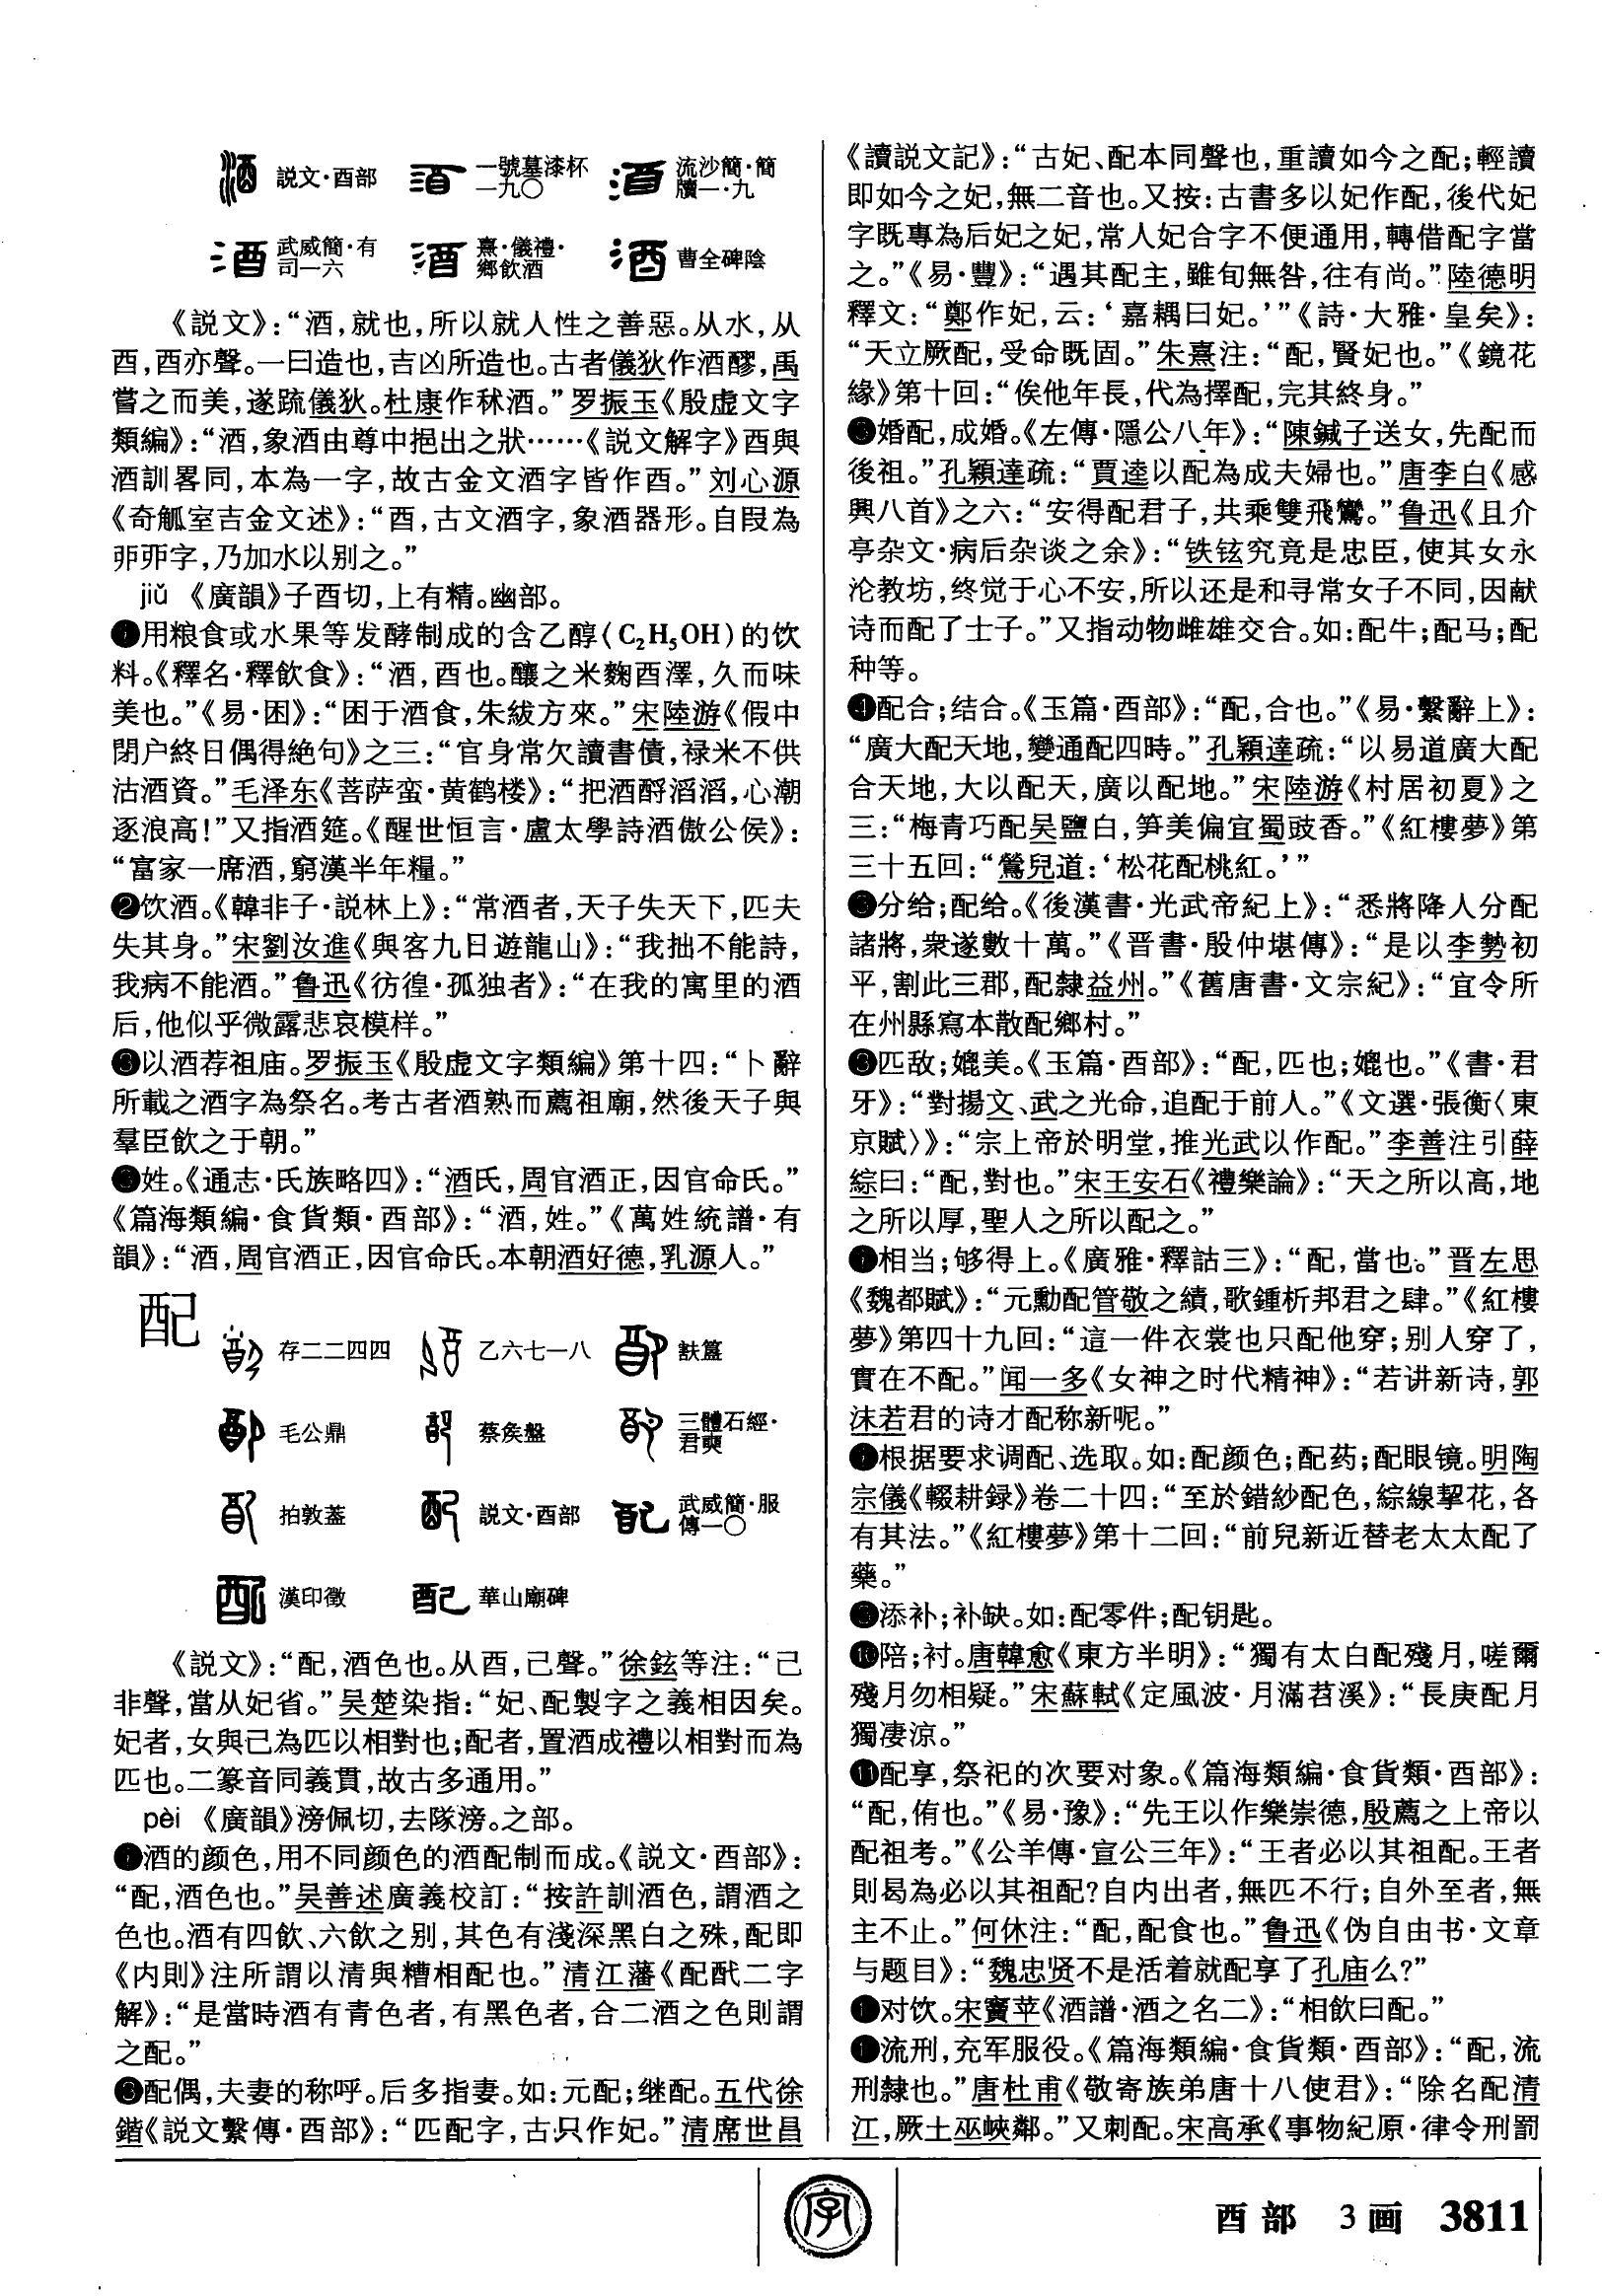 説文·酉部
一號墓漆杯
一九〇
流沙簡·簡
牘一·九
武威簡·有
司一六
熹·儀禮·
鄉飲酒
曹全碑陰
《説文》:“酒,就也,所以就人性之善惡。从水,从
酉,酉亦聲。一曰造也,吉凶所造也。古者儀狄作酒醪,禹
嘗之而美,遂疏儀狄。杜康作秫酒。”罗振玉《殷虚文字
類編》:“酒,象酒由尊中挹出之狀……《説文解字》酉與
酒訓畧同,本為一字,故古金文酒字皆作酉。”刘心源
《奇觚室吉金文述》:“酉,古文酒字,象酒器形。自叚為
丣丣字,乃加水以别之。”
jiǔ 《廣韻》子酉切,上有精。幽部。
❶用粮食或水果等发酵制成的含乙醇(C₂H₅OH)的饮
料。《釋名·釋飲食》:“酒,酉也。釀之米麴酉澤,久而味
美也。”《易·困》:“困于酒食,朱紱方來。”宋陸游《假中
閉户終日偶得絶句》之三:“官身常欠讀書債,禄米不供
沽酒資。”毛泽东《菩萨蛮·黄鹤楼》:“把酒酹滔滔,心潮
逐浪高!”又指酒筵。《醒世恒言·盧太學詩酒傲公侯》:
“富家一席酒,窮漢半年糧。”
❷饮酒。《韓非子·説林上》:“常酒者,天子失天下,匹夫
失其身。”宋劉汝進《與客九日遊龍山》:“我拙不能詩,
我病不能酒。”鲁迅《彷徨·孤独者》:“在我的寓里的酒
后,他似乎微露悲哀模样。”
❸以酒荐祖庙。罗振玉《殷虚文字類編》第十四:“卜辭
所載之酒字為祭名。考古者酒熟而薦祖廟,然後天子與
羣臣飲之于朝。”
❹姓。《通志·氏族略四》:“酒氏,周官酒正,因官命氏。”
《篇海類編·食貨類·酉部》:“酒,姓。”《萬姓統譜·有
韻》:“酒,周官酒正,因官命氏。本朝酒好德,乳源人。”
配
存二二四四
乙六七一八
㝬簋
毛公鼎
蔡矦盤
三體石經·
君奭
拍敦蓋
説文·酉部
武威簡·服
傳一〇
漢印徵
華山廟碑
《説文》:“配,酒色也。从酉,己聲。”徐鉉等注:“己
非聲,當从妃省。”吴楚染指:“妃、配製字之義相因矣。
妃者,女與己為匹以相對也;配者,置酒成禮以相對而為
匹也。二篆音同義貫,故古多通用。”
pèi 《廣韻》滂佩切,去隊滂。之部。
❶酒的颜色,用不同颜色的酒配制而成。《説文·酉部》:
“配,酒色也。”吴善述廣義校訂:“按許訓酒色,謂酒之
色也。酒有四飲、六飲之别,其色有淺深黑白之殊,配即
《内則》注所謂以清與糟相配也。”清江藩《配酖二字
解》:“是當時酒有青色者,有黑色者,合二酒之色則謂
之配。”
❷配偶,夫妻的称呼。后多指妻。如:元配;继配。五代徐
鍇《説文繫傳·酉部》:“匹配字,古只作妃。”清席世昌
《讀説文記》:“古妃、配本同聲也,重讀如今之配;輕讀
即如今之妃,無二音也。又按:古書多以妃作配,後代妃
字既專為后妃之妃,常人妃合字不便通用,轉借配字當
之。”《易·豐》:“遇其配主,雖旬無咎,往有尚。”陸德明
釋文:“鄭作妃,云:‘嘉耦曰妃。’”《詩·大雅·皇矣》:
“天立厥配,受命既固。”朱熹注:“配,賢妃也。”《鏡花
緣》第十回:“俟他年長,代為擇配,完其終身。”
❸婚配,成婚。《左傳·隱公八年》:“陳鍼子送女,先配而
後祖。”孔穎達疏:“賈逵以配為成夫婦也。”唐李白《感
興八首》之六:“安得配君子,共乘雙飛鸞。”鲁迅《且介
亭杂文·病后杂谈之余》:“铁铉究竟是忠臣,使其女永
沦教坊,终觉于心不安,所以还是和寻常女子不同,因献
诗而配了士子。”又指动物雌雄交合。如:配牛;配马;配
种等。
❹配合;结合。《玉篇·酉部》:“配,合也。”《易·繫辭上》:
“廣大配天地,變通配四時。”孔穎達疏:“以易道廣大配
合天地,大以配天,廣以配地。”宋陸游《村居初夏》之
三:“梅青巧配吴鹽白,笋美偏宜蜀豉香。”《紅樓夢》第
三十五回:“鶯兒道:‘松花配桃紅。’”
❺分给;配给。《後漢書·光武帝紀上》:“悉將降人分配
諸將,衆遂數十萬。”《晋書·殷仲堪傳》:“是以李勢初
平,割此三郡,配隸益州。”《舊唐書·文宗紀》:“宜令所
在州縣寫本散配鄉村。”
❻匹敌;媲美。《玉篇·酉部》:“配,匹也;媲也。”《書·君
牙》:“對揚文、武之光命,追配于前人。”《文選·張衡〈東
京賦〉》:“宗上帝於明堂,推光武以作配。”李善注引薛
綜曰:“配,對也。”宋王安石《禮樂論》:“天之所以高,地
之所以厚,聖人之所以配之。”
❼相当;够得上。《廣雅·釋詁三》:“配,當也。”晋左思
《魏都賦》:“元勳配管敬之績,歌鍾析邦君之肆。”《紅樓
夢》第四十九回:“這一件衣裳也只配他穿;别人穿了,
實在不配。”闻一多《女神之时代精神》:“若讲新诗,郭
沫若君的诗才配称新呢。”
❽根据要求调配、选取。如:配颜色;配药;配眼镜。明陶
宗儀《輟耕録》卷二十四:“至於錯紗配色,綜線挈花,各
有其法。”《紅樓夢》第十二回:“前兒新近替老太太配了
藥。”
❾添补;补缺。如:配零件;配钥匙。
❿陪;衬。唐韓愈《東方半明》:“獨有太白配殘月,嗟爾
殘月勿相疑。”宋蘇軾《定風波·月滿苕溪》:“長庚配月
獨凄涼。”
⓫配享,祭祀的次要对象。《篇海類編·食貨類·酉部》:
“配,侑也。”《易·豫》:“先王以作樂崇德,殷薦之上帝以
配祖考。”《公羊傳·宣公三年》:“王者必以其祖配。王者
則曷為必以其祖配?自内出者,無匹不行;自外至者,無
主不止。”何休注:“配,配食也。”鲁迅《伪自由书·文章
与题目》:“魏忠贤不是活着就配享了孔庙么?”
⓬对饮。宋竇苹《酒譜·酒之名二》:“相飲曰配。”
⓭流刑,充军服役。《篇海類編·食貨類·酉部》:“配,流
刑隸也。”唐杜甫《敬寄族弟唐十八使君》:“除名配清
江,厥土巫峽鄰。”又刺配。宋高承《事物紀原·律令刑罰
字
酉部 3画 3811